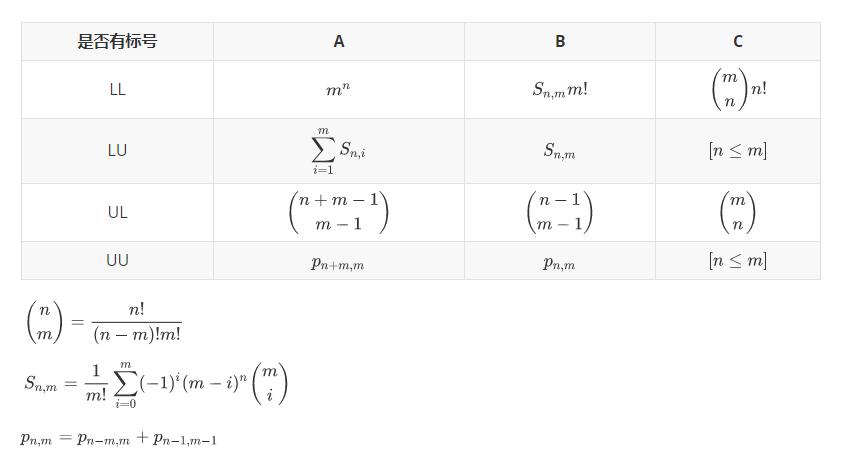 是否有标号 A B C
LL m^n S_{n,m}m! \binom{m}{n}n!
LU \sum_{i=1}^{m} S_{n,i} S_{n,m} [n ≤ m]
UL \binom{n+m-1}{m-1} \binom{n-1}{m-1} \binom{m}{n}
UU p_{n+m,m} p_{n,m} [n ≤ m]
\binom{n}{m} = \frac{n!}{(n-m)!m!}
S_{n,m} = \frac{1}{m!} \sum_{i=0}^{m} (-1)^i (m-i)^n \binom{m}{i}
p_{n,m} = p_{n-m,m} + p_{n-1,m-1}